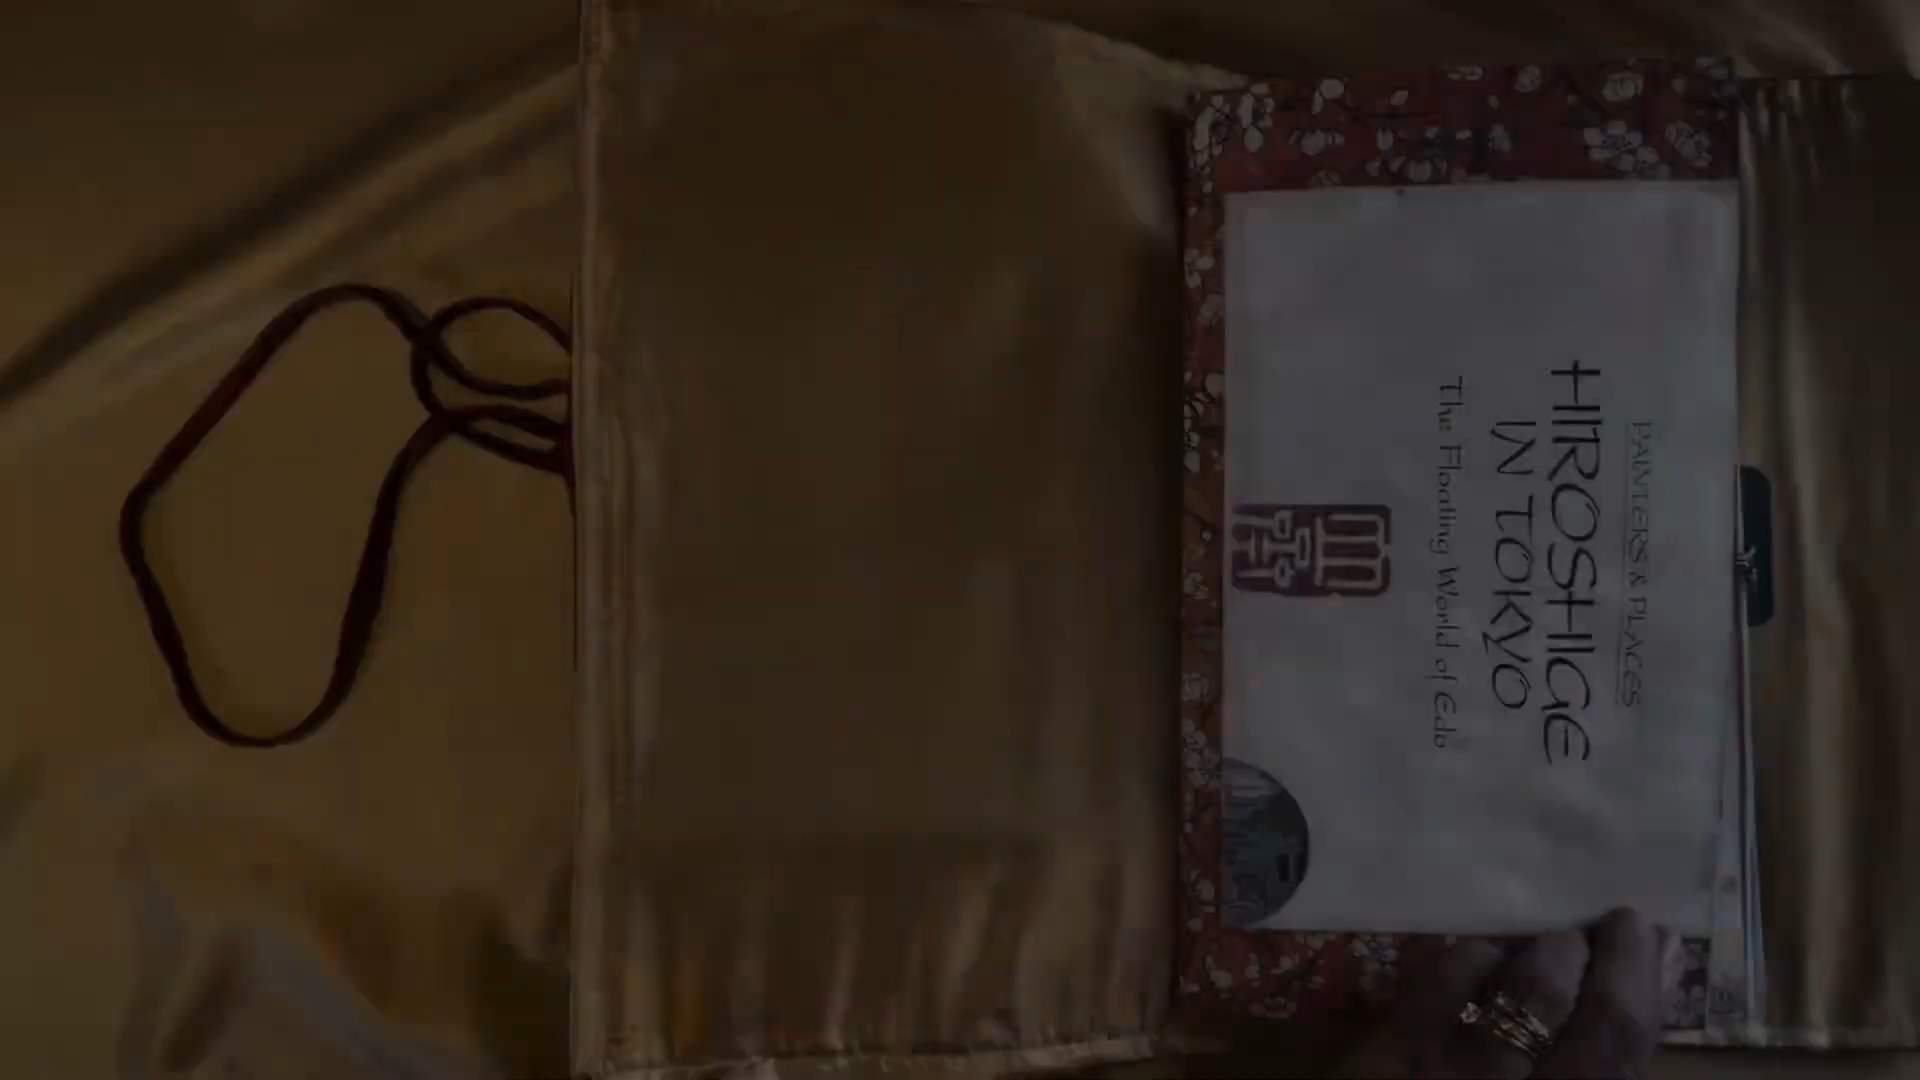 PAINTERS & PLACES
HIROSHIGE
IN TOKYO
The Floating World of Edo